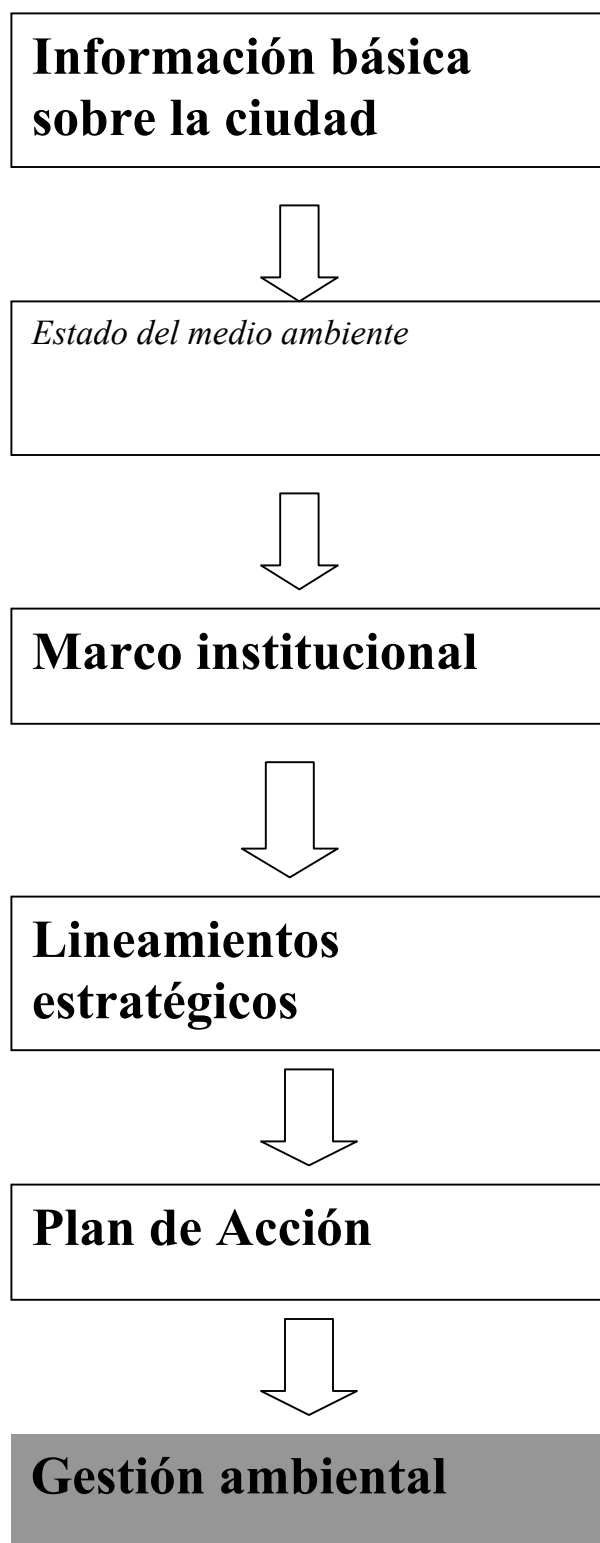 Información básica
sobre la ciudad
Estado del medio ambiente
Marco institucional
Lineamientos
estratégicos
Plan de Acción
Gestión ambiental